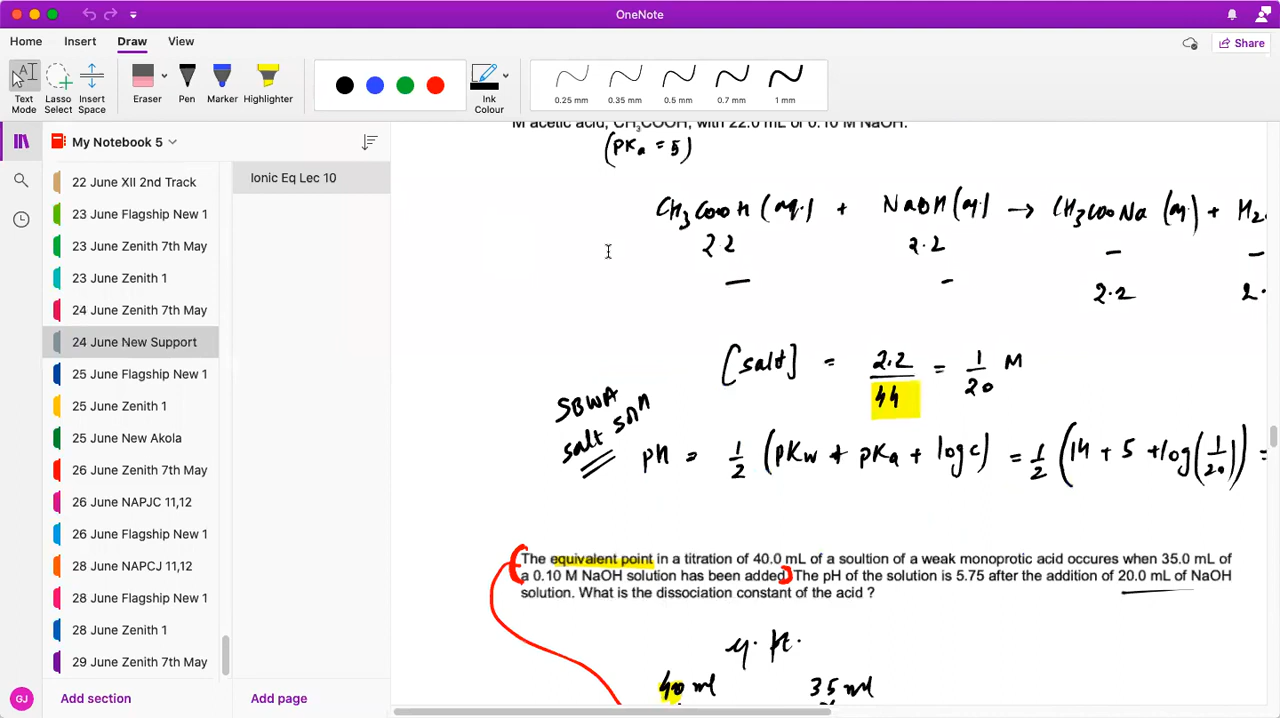 OneNote
Home Insert Draw View
Share
Text Mode
Lasso Select
Insert Space
Eraser
Pen
Marker
Highlighter
Ink Colour
0.25 mm
0.35 mm
0.5 mm
0.7 mm
1 mm
My Notebook 5
22 June XII 2nd Track
23 June Flagship New 1
23 June Zenith 7th May
23 June Zenith 1
24 June Zenith 7th May
24 June New Support
25 June Flagship New 1
25 June Zenith 1
25 June New Akola
26 June Zenith 7th May
26 June NAPJC 11,12
26 June Flagship New 1
28 June NAPCJ 11,12
28 June Flagship New 1
28 June Zenith 1
29 June Zenith 7th May
GJ
Add section
Ionic Eq Lec 10
Add page
M acetic acid, CH₃COOH, with 22.0 mL of 0.10 M NaOH.
(pKa = 5)
CH₃COOH (aq.) + NaOH (aq.) → CH₃COONa (aq.) + H₂
2.2 2.2 – –
– – 2.2 2.
[salt] = 2.2/44 = 1/20 M
SBWA
salt solⁿ
pH = 1/2 (pKw + pKa + log c) = 1/2 (14 + 5 + log(1/20)) =
The equivalent point in a titration of 40.0 mL of a soultion of a weak monoprotic acid occures when 35.0 mL of
a 0.10 M NaOH solution has been added. The pH of the solution is 5.75 after the addition of 20.0 mL of NaOH
solution. What is the dissociation constant of the acid ?
eq. pt.
40 ml 35 ml